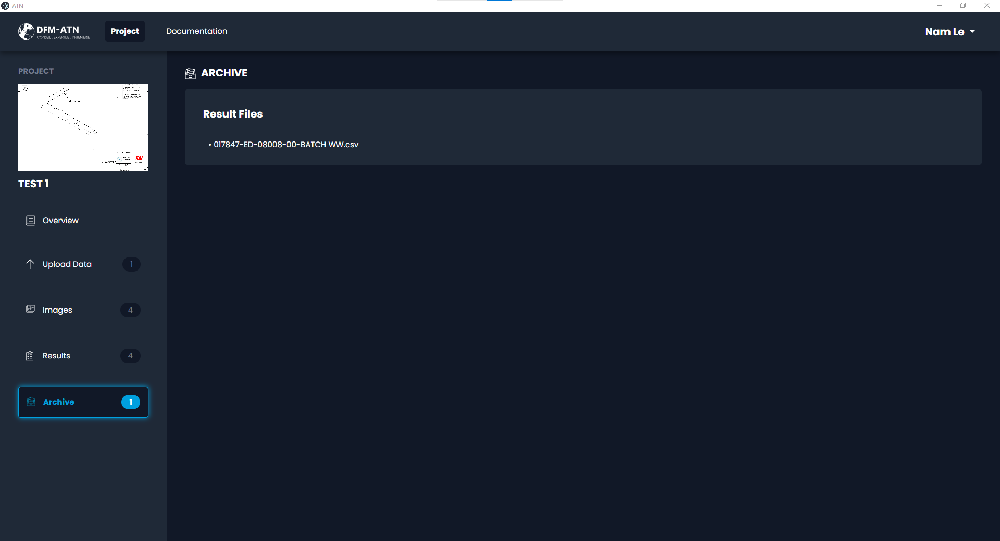 ATN
DFM-ATN
CONSEIL . EXPERTISE . INGENIERIE
Project
Documentation
Nam Le
PROJECT
TEST 1
Overview
Upload Data
1
Images
4
Results
4
Archive
1
ARCHIVE
Result Files
• 017847-ED-08008-00-BATCH WW.csv